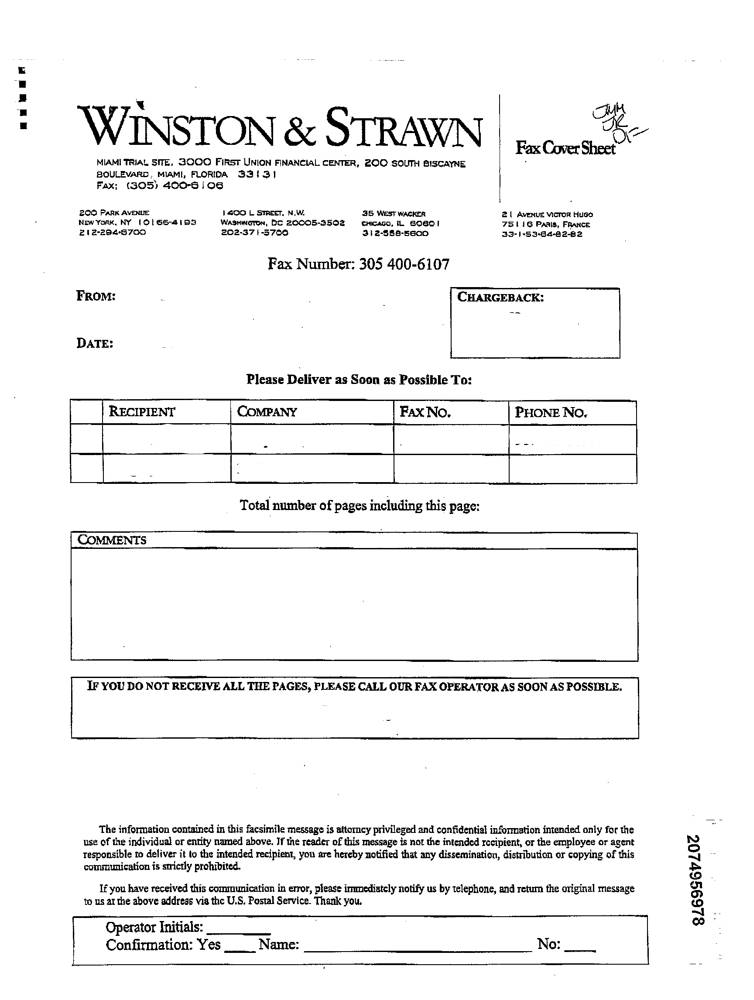 WINSTON & STRAWN
Fax Cover Sheet
MIAMI TRIAL SITE, 3000 FIRST UNION FINANCIAL CENTER, 200 SOUTH BISCAYNE
BOULEVARD, MIAMI, FLORIDA 33131
FAX: (305) 400-6106
200 PARK AVENUE
NEW YORK, NY 10166-4193
212-294-6700
1400 L STREET, N.W.
WASHINGTON, DC 20005-3502
202-371-5700
35 WEST WACKER
CHICAGO, IL 60601
312-558-5600
21 AVENUE VICTOR HUGO
75116 PARIS, FRANCE
33-1-53-64-82-82
Fax Number: 305 400-6107
FROM:
CHARGEBACK:
DATE:
Please Deliver as Soon as Possible To:
RECIPIENT COMPANY FAX NO. PHONE NO.
Total number of pages including this page:
COMMENTS
IF YOU DO NOT RECEIVE ALL THE PAGES, PLEASE CALL OUR FAX OPERATOR AS SOON AS POSSIBLE.
The information contained in this facsimile message is attorney privileged and confidential information intended only for the
use of the individual or entity named above. If the reader of this message is not the intended recipient, or the employee or agent
responsible to deliver it to the intended recipient, you are hereby notified that any dissemination, distribution or copying of this
communication is strictly prohibited.
If you have received this communication in error, please immediately notify us by telephone, and return the original message
to us at the above address via the U.S. Postal Service. Thank you.
Operator Initials:
Confirmation: Yes Name: No:
2074956978